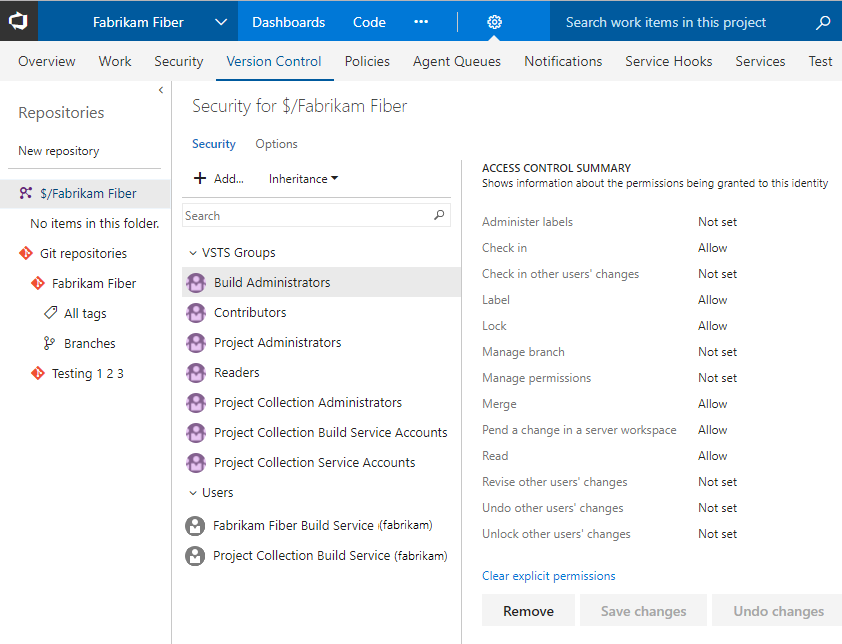 Fabrikam Fiber Dashboards Code ••• Search work items in this project
Overview Work Security Version Control Policies Agent Queues Notifications Service Hooks Services Test
Repositories
New repository
$/Fabrikam Fiber
No items in this folder.
Git repositories
Fabrikam Fiber
All tags
Branches
Testing 1 2 3
Security for $/Fabrikam Fiber
Security Options
Add... Inheritance
Search
VSTS Groups
Build Administrators
Contributors
Project Administrators
Readers
Project Collection Administrators
Project Collection Build Service Accounts
Project Collection Service Accounts
Users
Fabrikam Fiber Build Service (fabrikam)
Project Collection Build Service (fabrikam)
ACCESS CONTROL SUMMARY
Shows information about the permissions being granted to this identity
Administer labels Not set
Check in Allow
Check in other users' changes Not set
Label Allow
Lock Allow
Manage branch Not set
Manage permissions Not set
Merge Allow
Pend a change in a server workspace Allow
Read Allow
Revise other users' changes Not set
Undo other users' changes Not set
Unlock other users' changes Not set
Clear explicit permissions
Remove Save changes Undo changes